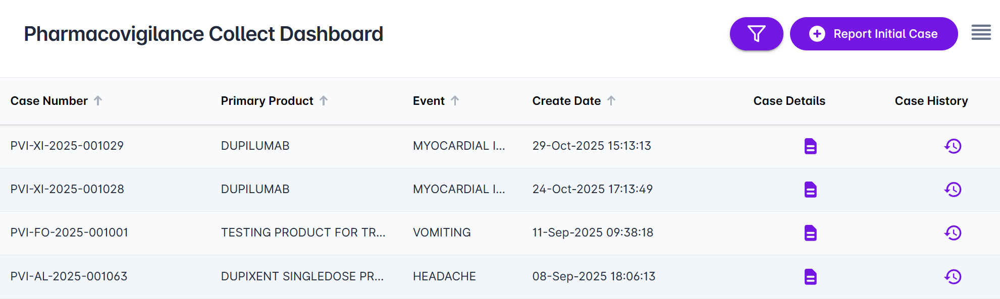 Pharmacovigilance Collect Dashboard
Report Initial Case
Case Number Primary Product Event Create Date Case Details Case History
PVI-XI-2025-001029 DUPILUMAB MYOCARDIAL I... 29-Oct-2025 15:13:13
PVI-XI-2025-001028 DUPILUMAB MYOCARDIAL I... 24-Oct-2025 17:13:49
PVI-FO-2025-001001 TESTING PRODUCT FOR TR... VOMITING 11-Sep-2025 09:38:18
PVI-AL-2025-001063 DUPIXENT SINGLEDOSE PR... HEADACHE 08-Sep-2025 18:06:13